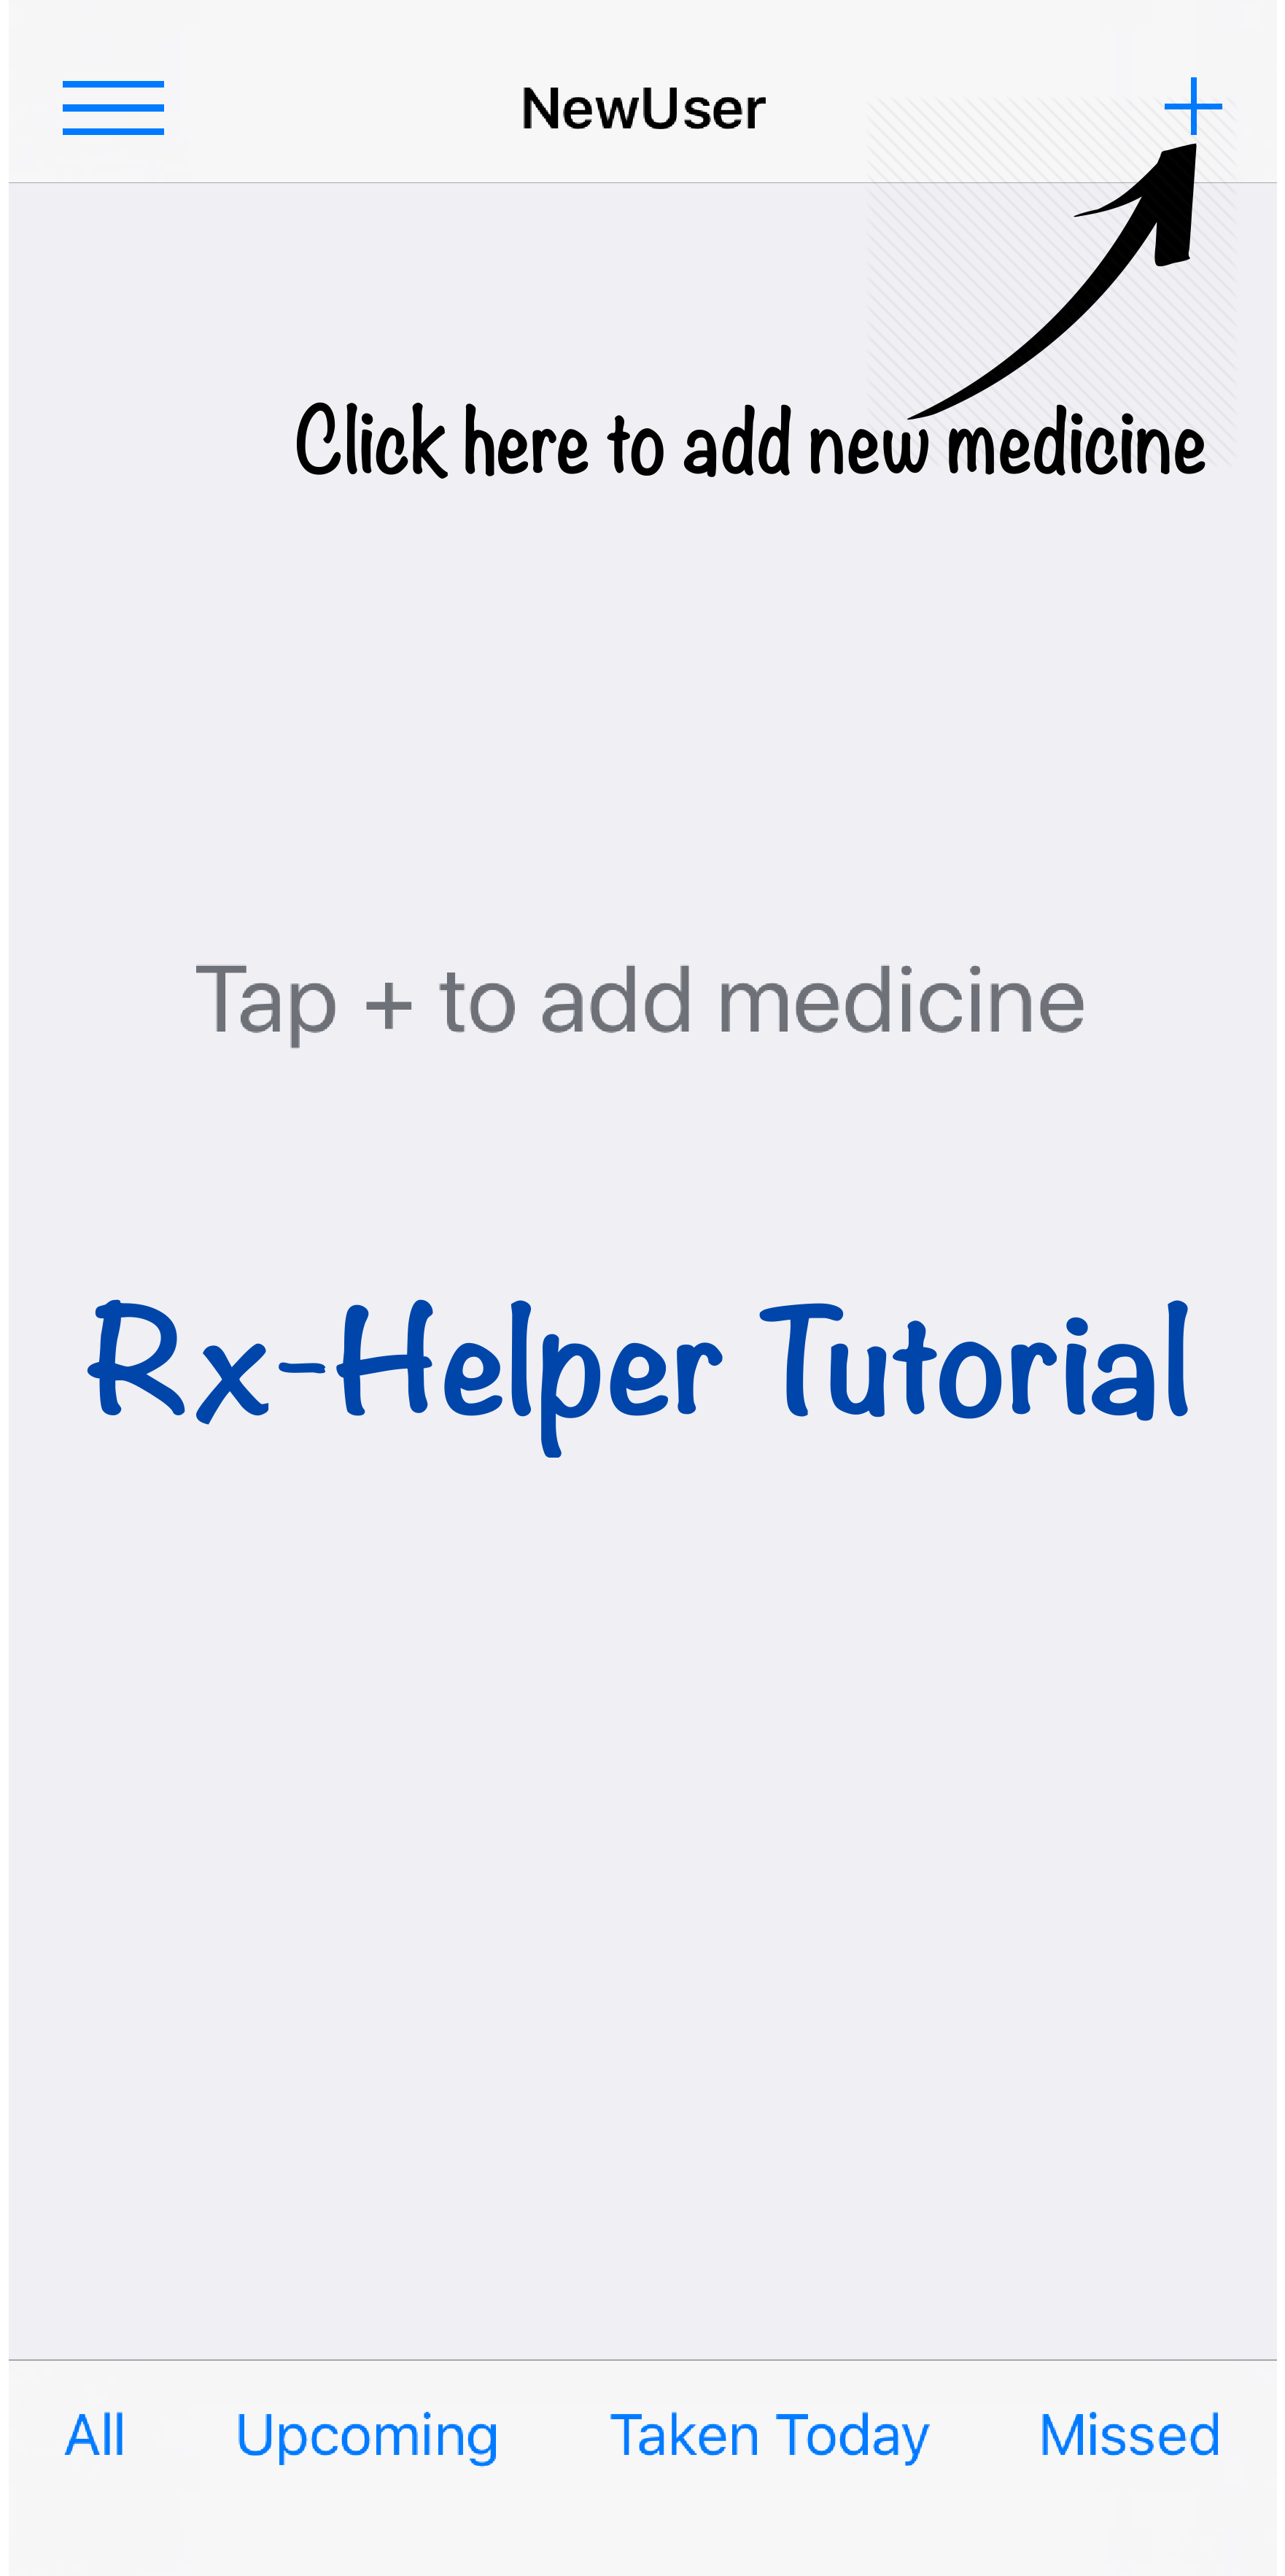 NewUser
Click here to add new medicine
Tap + to add medicine
Rx-Helper Tutorial
All Upcoming Taken Today Missed